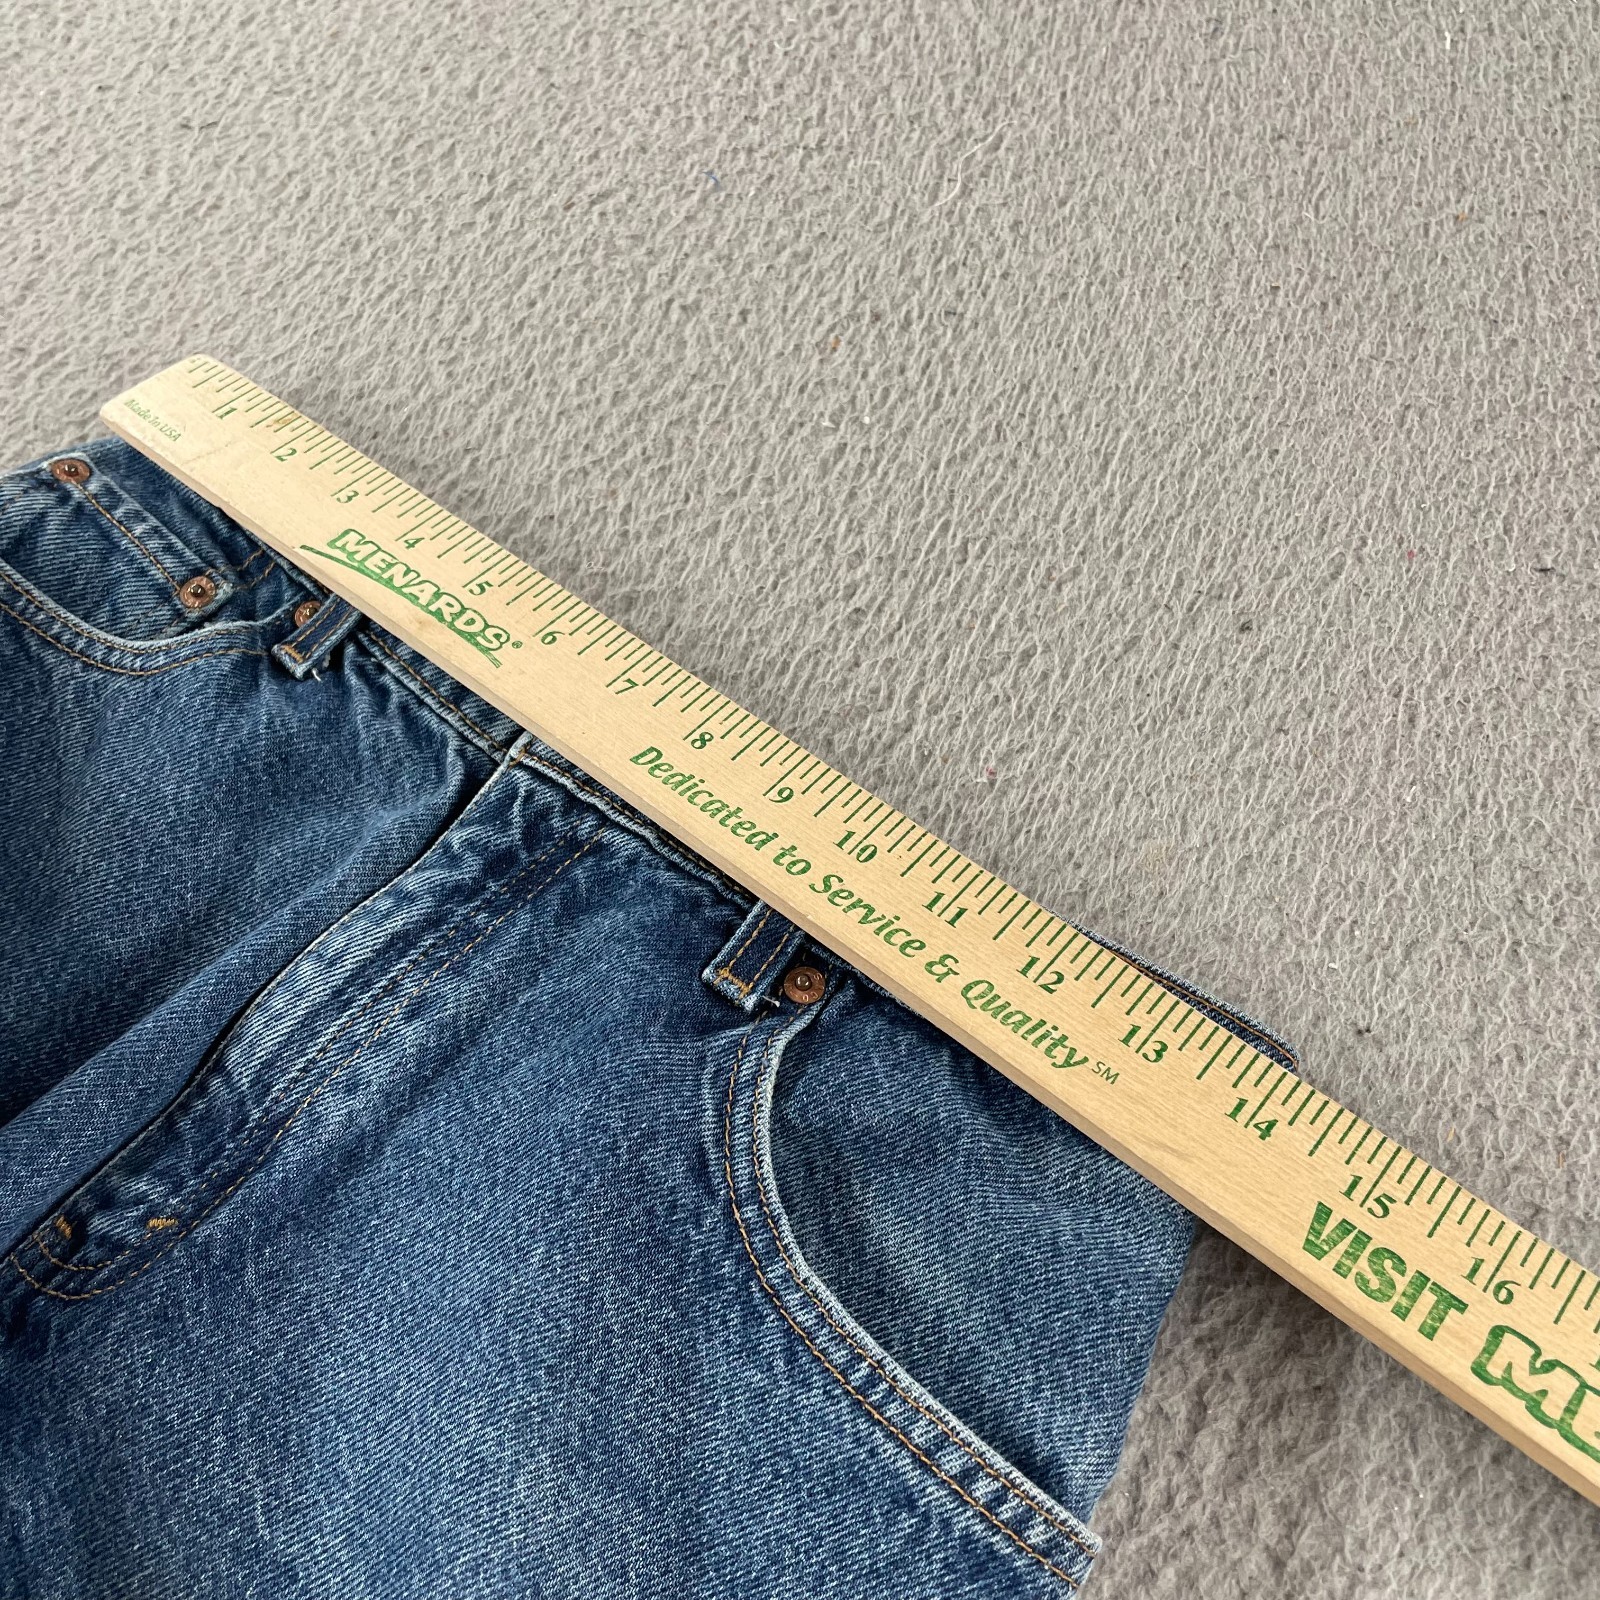 Made in USA
1 2 3 4 5 6 7 8 9 10 11 12 13 14 15 16
MENARDS®
Dedicated to Service & Quality SM
VISIT